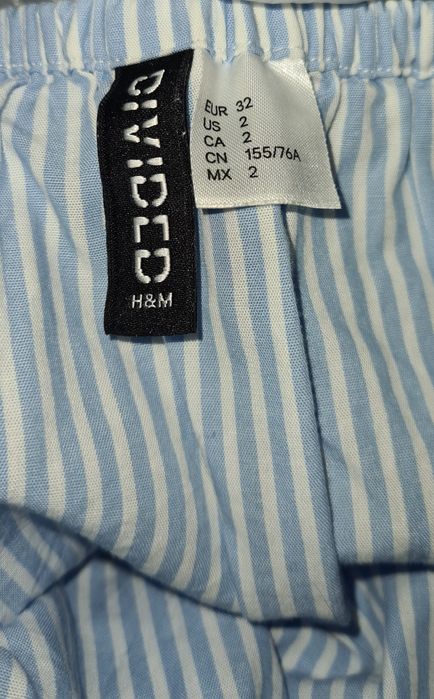 DIVIDED
H&M
EUR 32
US 2
CA 2
CN 155/76A
MX 2